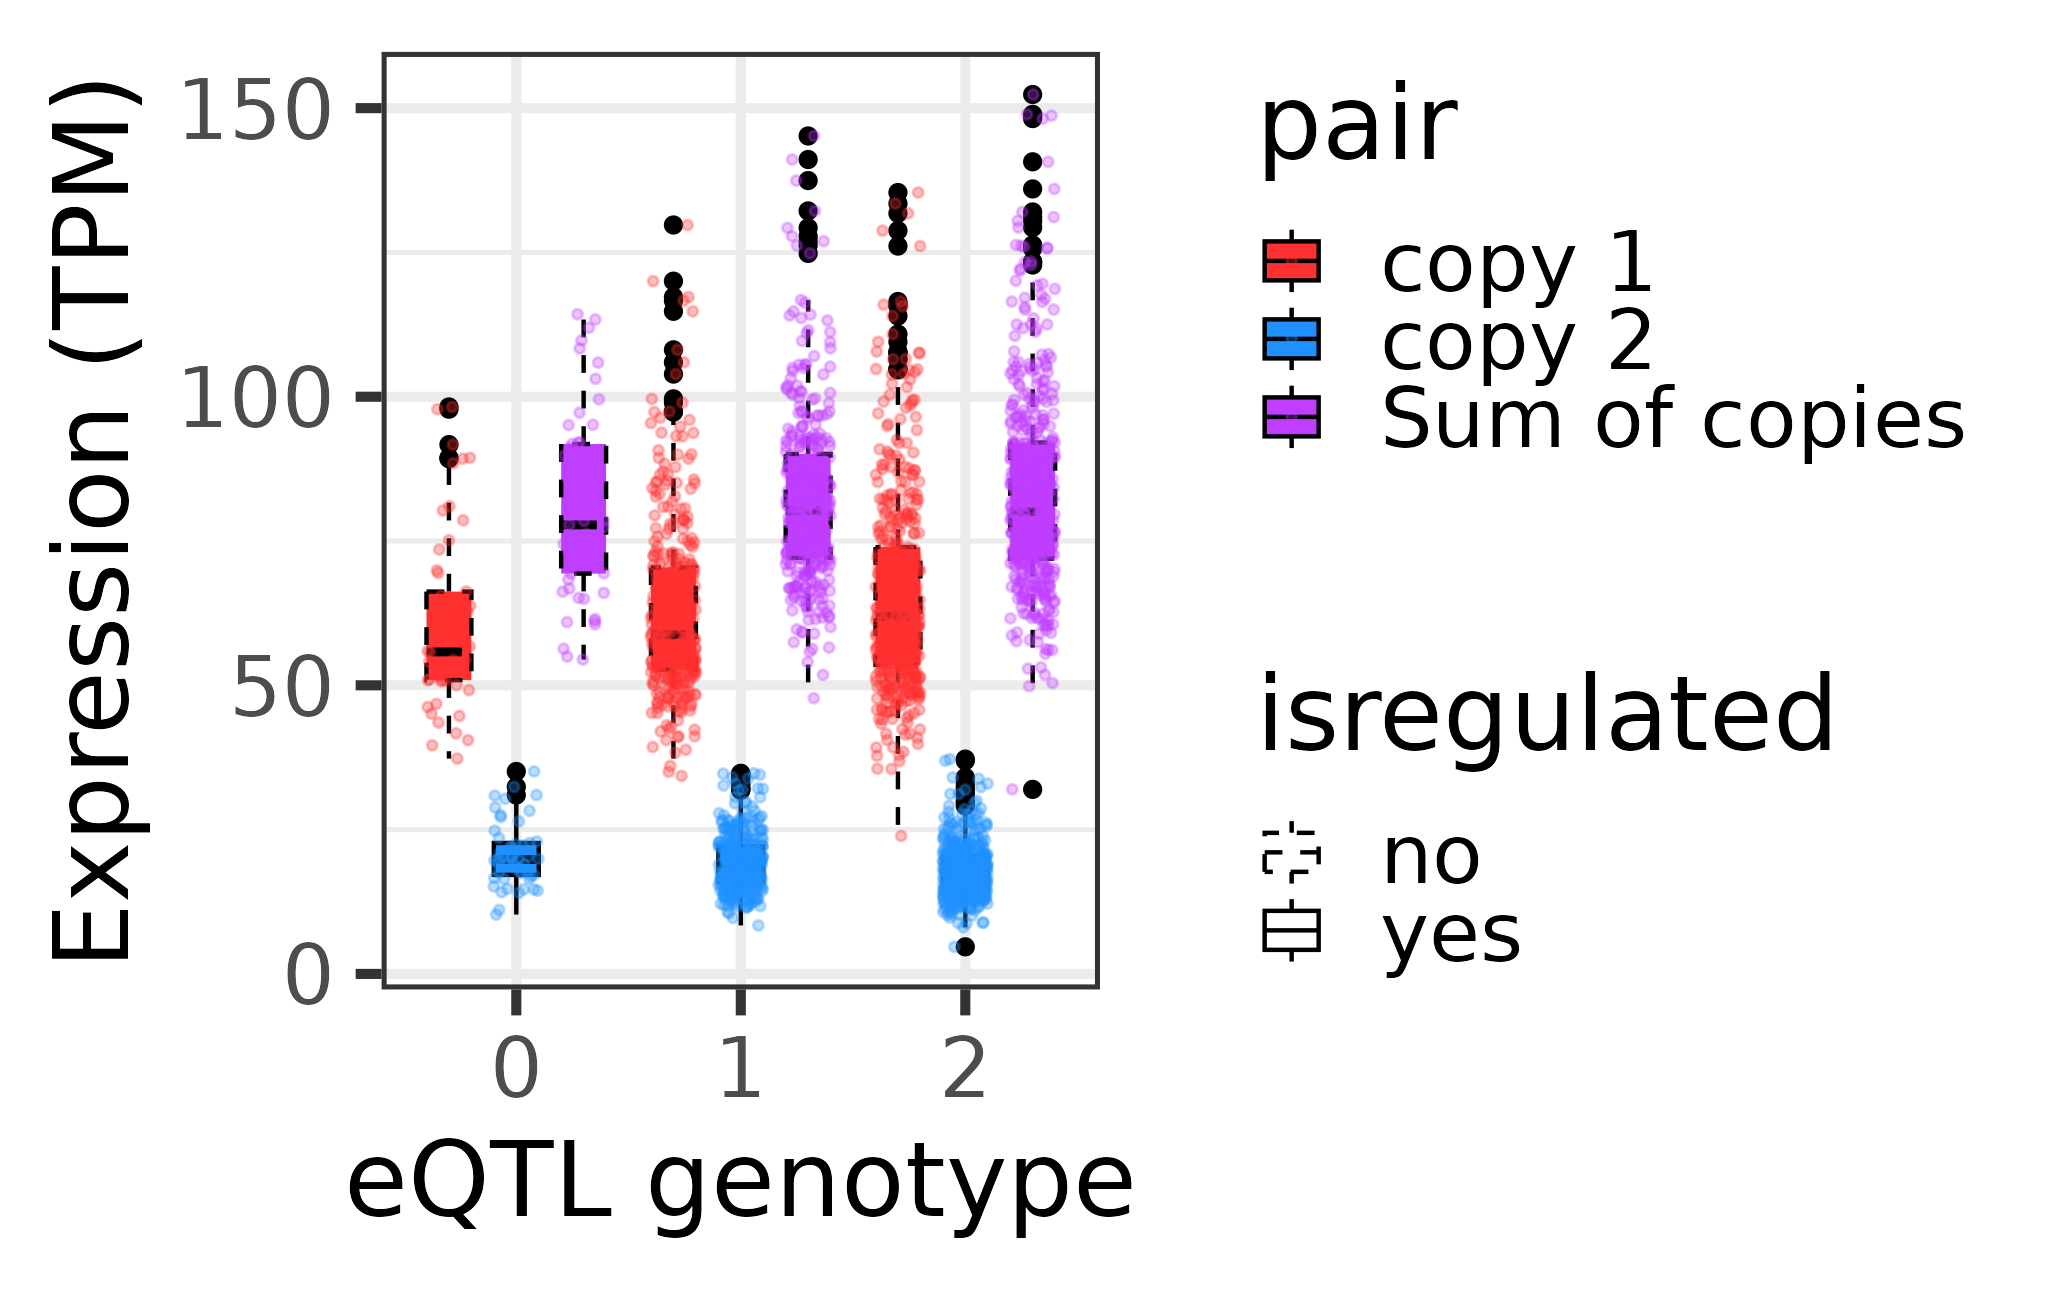 Expression (TPM)
150
100
50
0
0 1 2
eQTL genotype
pair
copy 1
copy 2
Sum of copies
isregulated
no
yes